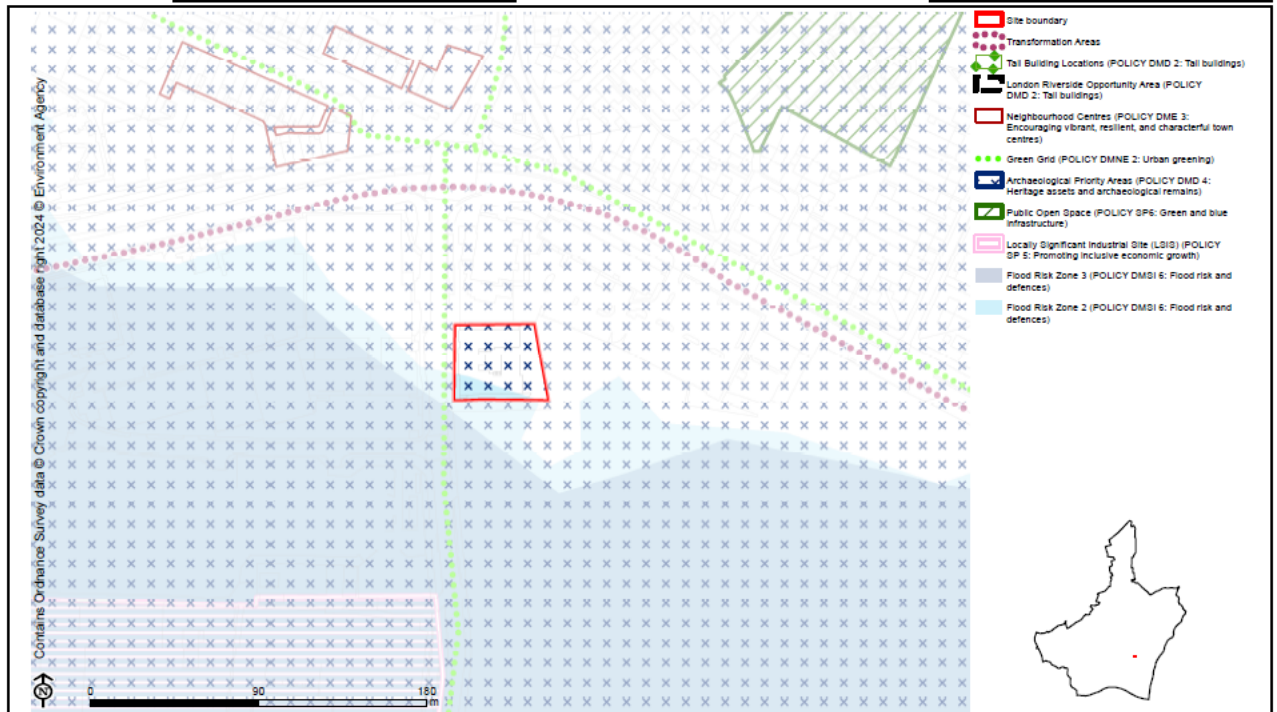 Site boundary
Transformation Areas
Tall Building Locations (POLICY DMD 2: Tall buildings)
London Riverside Opportunity Area (POLICY
DMD 2: Tall buildings)
Neighbourhood Centres (POLICY DME 3:
Encouraging vibrant, resilient, and characterful town
centres)
Green Grid (POLICY DMNE 2: Urban greening)
Archaeological Priority Areas (POLICY DMD 4:
Heritage assets and archaeological remains)
Public Open Space (POLICY SP6: Green and blue
infrastructure)
Locally Significant Industrial Site (LSIS) (POLICY
SP 5: Promoting inclusive economic growth)
Flood Risk Zone 3 (POLICY DMSI 6: Flood risk and
defences)
Flood Risk Zone 2 (POLICY DMSI 6: Flood risk and
defences)
Contains Ordnance Survey data © Crown copyright and database right 2024 © Environment Agency
N
0 90 180
m